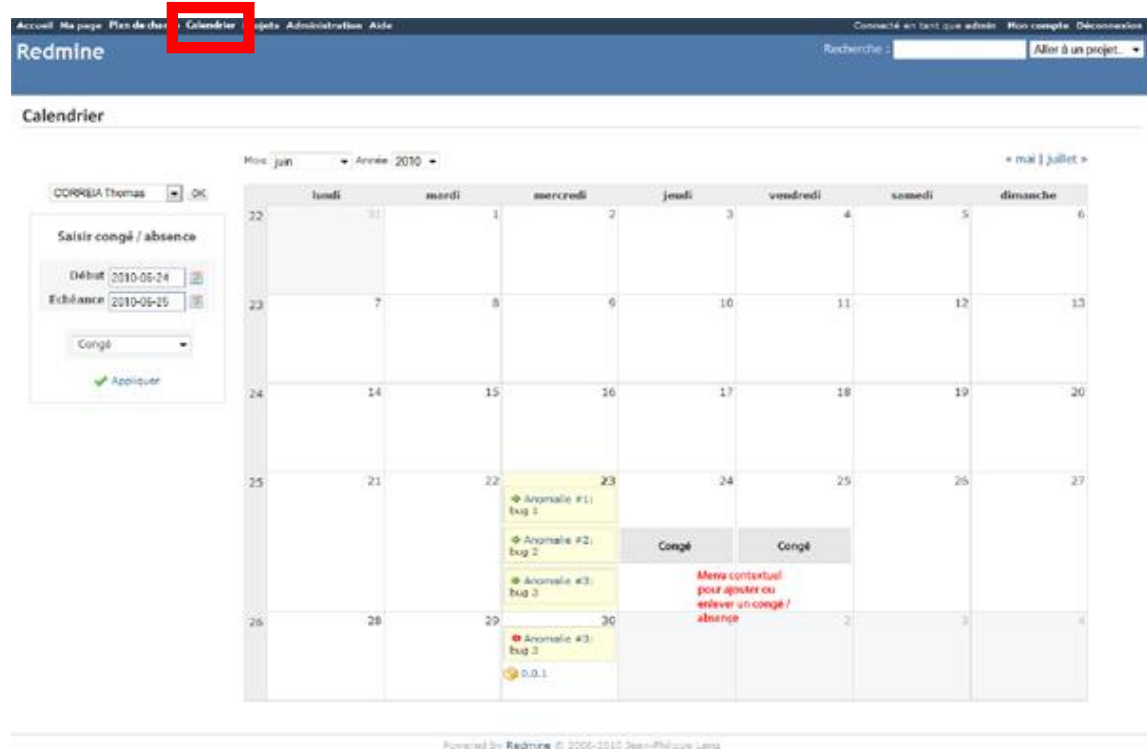 Accueil Ma page Plan de charge Calendrier Projets Administration Aide
Connecté en tant que admin Mon compte Déconnexion
Redmine
Recherche :
Aller à un projet...
Calendrier
Mois juin Année 2010
« mai | juillet »
CORREIA Thomas OK
lundi mardi mercredi jeudi vendredi samedi dimanche
22 31 1 2 3 4 5 6
Saisir congé / absence
Début 2010-06-24
Echéance 2010-06-25
23 7 8 9 10 11 12 13
Congé
Appliquer
24 14 15 16 17 18 19 20
25 21 22 23 24 25 26 27
Anomalie #1:
bug 1
Anomalie #2:
bug 2
Congé Congé
Anomalie #3:
bug 3
Menu contextuel
pour ajouter ou
enlever un congé /
absence
26 28 29 30 2 3 4
Anomalie #3:
bug 3
0.0.1
Powered by Redmine © 2006-2010 Jean-Philippe Lang